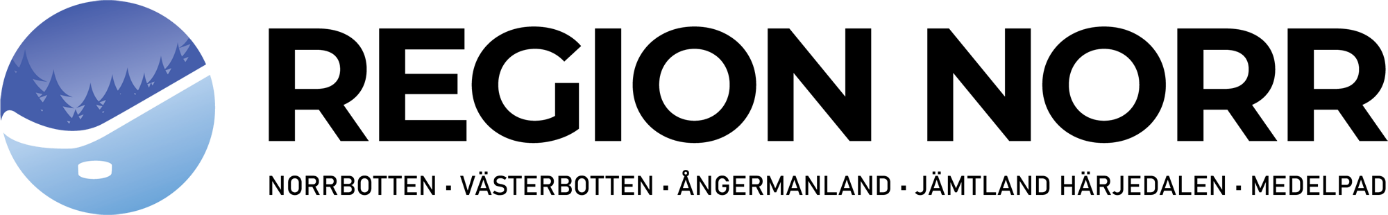 REGION NORR
NORRBOTTEN · VÄSTERBOTTEN · ÅNGERMANLAND · JÄMTLAND HÄRJEDALEN · MEDELPAD